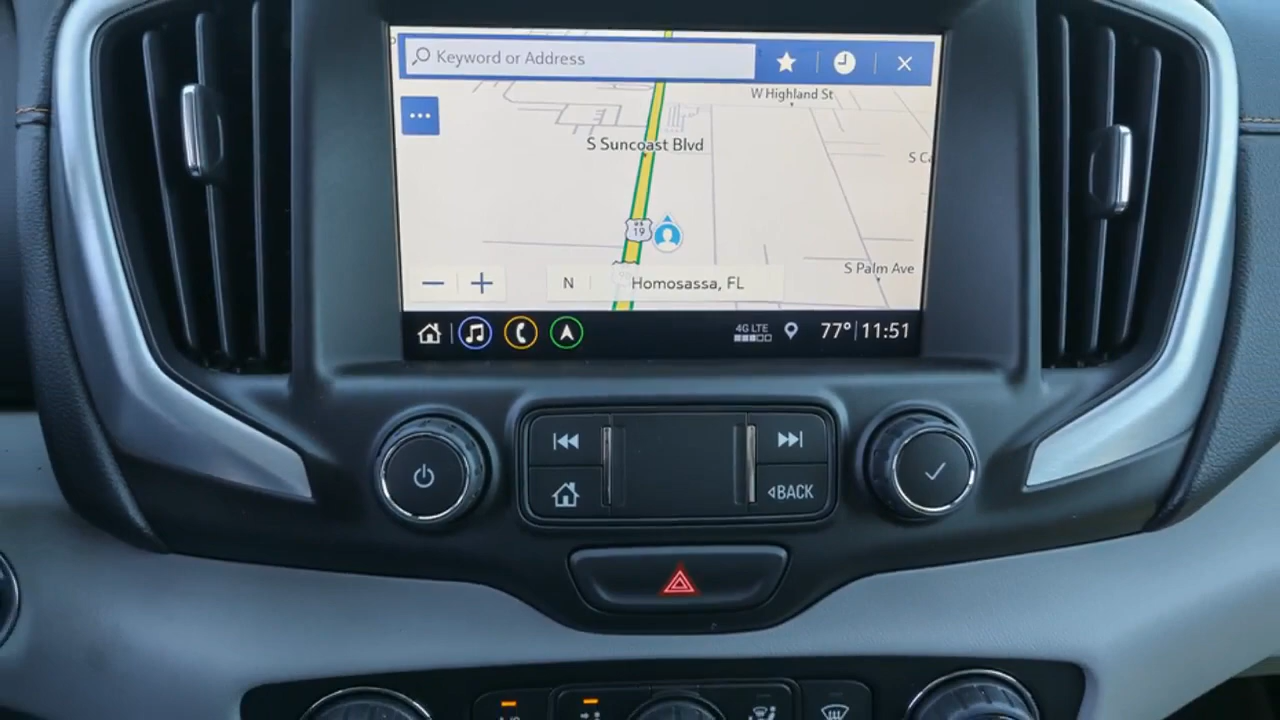 Keyword or Address
W Highland St
S Suncoast Blvd
19
S Palm Ave
N
Homosassa, FL
4G LTE
77° 11:51
BACK